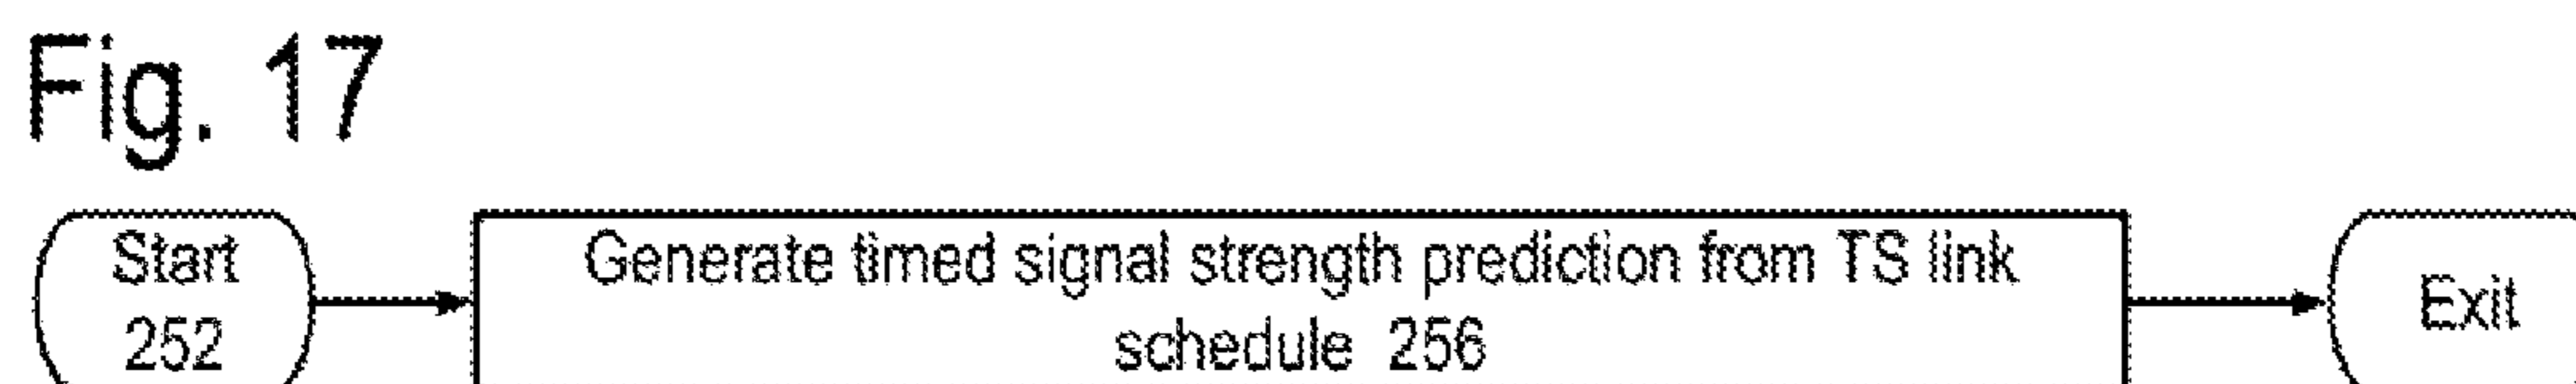 Fig. 17
Start
252
Generate timed signal strength prediction from TS link
schedule 256
Exit